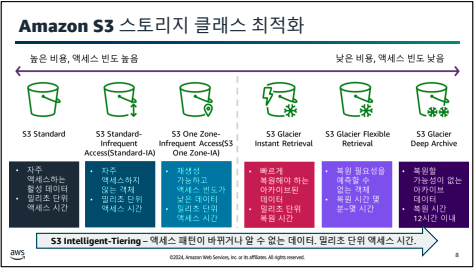 Amazon S3 스토리지 클래스 최적화
높은 비용, 액세스 빈도 높음
낮은 비용, 액세스 빈도 낮음
S3 Standard
S3 Standard-
Infrequent
Access(Standard-IA)
S3 One Zone-
Infrequent Access(S3
One Zone-IA)
S3 Glacier
Instant Retrieval
S3 Glacier Flexible
Retrieval
S3 Glacier
Deep Archive
• 자주
액세스하는
활성 데이터
• 밀리초 단위
액세스 시간
• 자주
액세스하지
않는 객체
• 밀리초 단위
액세스 시간
• 재생성
가능하고
액세스 빈도가
낮은 데이터
• 밀리초 단위
액세스 시간
• 빠르게
복원해야 하는
아카이브된
데이터
• 밀리초 단위
복원 시간
• 복원 필요성을
예측할 수
없는 객체
• 복원 시간 몇
분~몇 시간
• 복원할
가능성이 없는
아카이브
데이터
• 복원 시간
12시간 이내
S3 Intelligent-Tiering – 액세스 패턴이 바뀌거나 알 수 없는 데이터. 밀리초 단위 액세스 시간.
aws
©2024, Amazon Web Services, Inc. or its affiliates. All rights reserved.
8